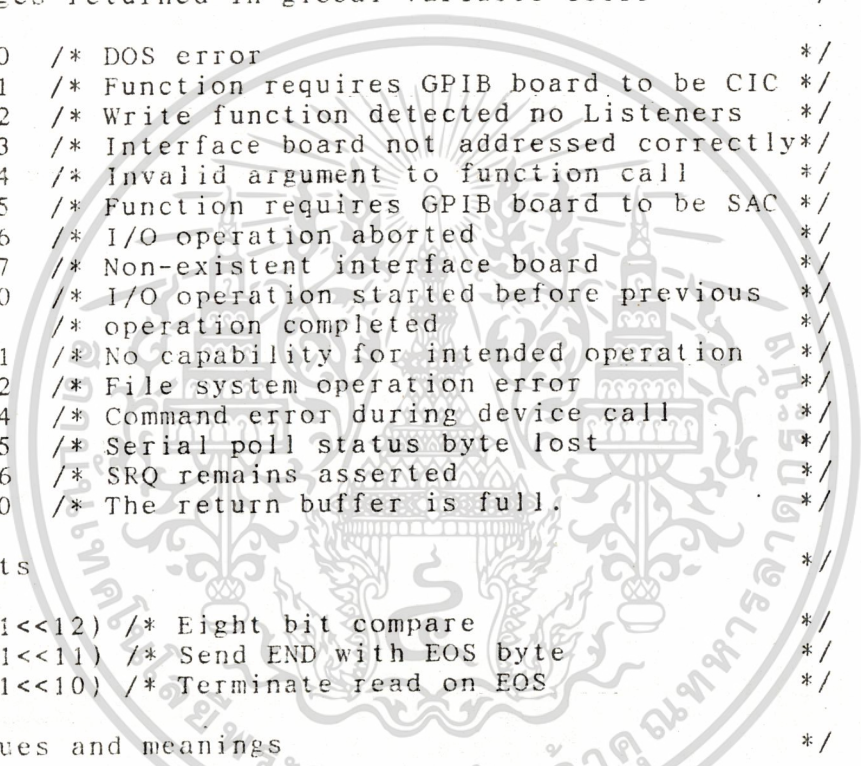 returned in global variable
0 /* DOS error */
1 /* Function requires GPIB board to be CIC */
2 /* Write function detected no Listeners */
3 /* Interface board not addressed correctly*/
4 /* Invalid argument to function call */
5 /* Function requires GPIB board to be SAC */
6 /* I/O operation aborted */
7 /* Non-existent interface board */
0 /* I/O operation started before previous */
/* operation completed */
1 /* No capability for intended operation */
2 /* File system operation error */
4 /* Command error during device call */
5 /* Serial poll status byte lost */
6 /* SRQ remains asserted */
0 /* The return buffer is full. */
ts */
1<<12) /* Eight bit compare */
1<<11) /* Send END with EOS byte */
1<<10) /* Terminate read on EOS */
ues and meanings */